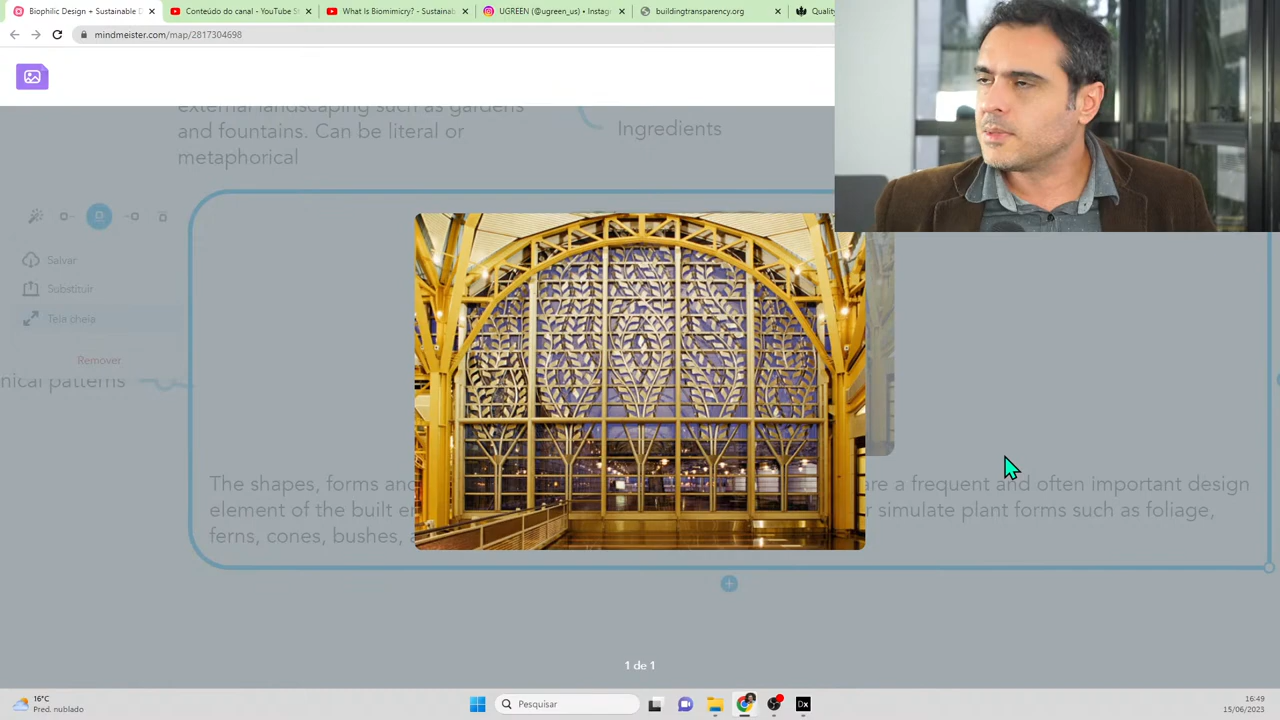 Biophilic Design + Sustainable D
Conteúdo do canal - YouTube S
What Is Biomimicry? - Sustainab
UGREEN (@ugreen_us) • Instag
buildingtransparency.org
Quality
mindmeister.com/map/2817304698
external landscaping such as gardens
and fountains. Can be literal or
metaphorical
Ingredients
Salvar
Substituir
Tela cheia
Remover
nical patterns
The shapes, forms and
are a frequent and often important design
element of the built
r simulate plant forms such as foliage,
ferns, cones, bushes,
1 de 1
16°C
Pred. nublado
Pesquisar
Dx
16:49
15/06/2023